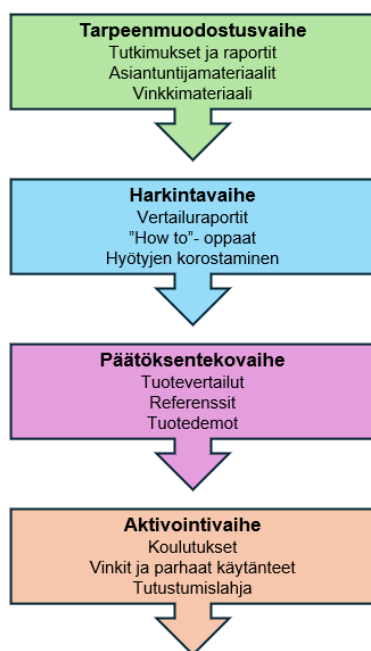 Tarpeenmuodostusvaihe
Tutkimukset ja raportit
Asiantuntijamateriaalit
Vinkkimateriaali
Harkintavaihe
Vertailuraportit
”How to”- oppaat
Hyötyjen korostaminen
Päätöksentekovaihe
Tuotevertailut
Referenssit
Tuotedemot
Aktivointivaihe
Koulutukset
Vinkit ja parhaat käytänteet
Tutustumislahja